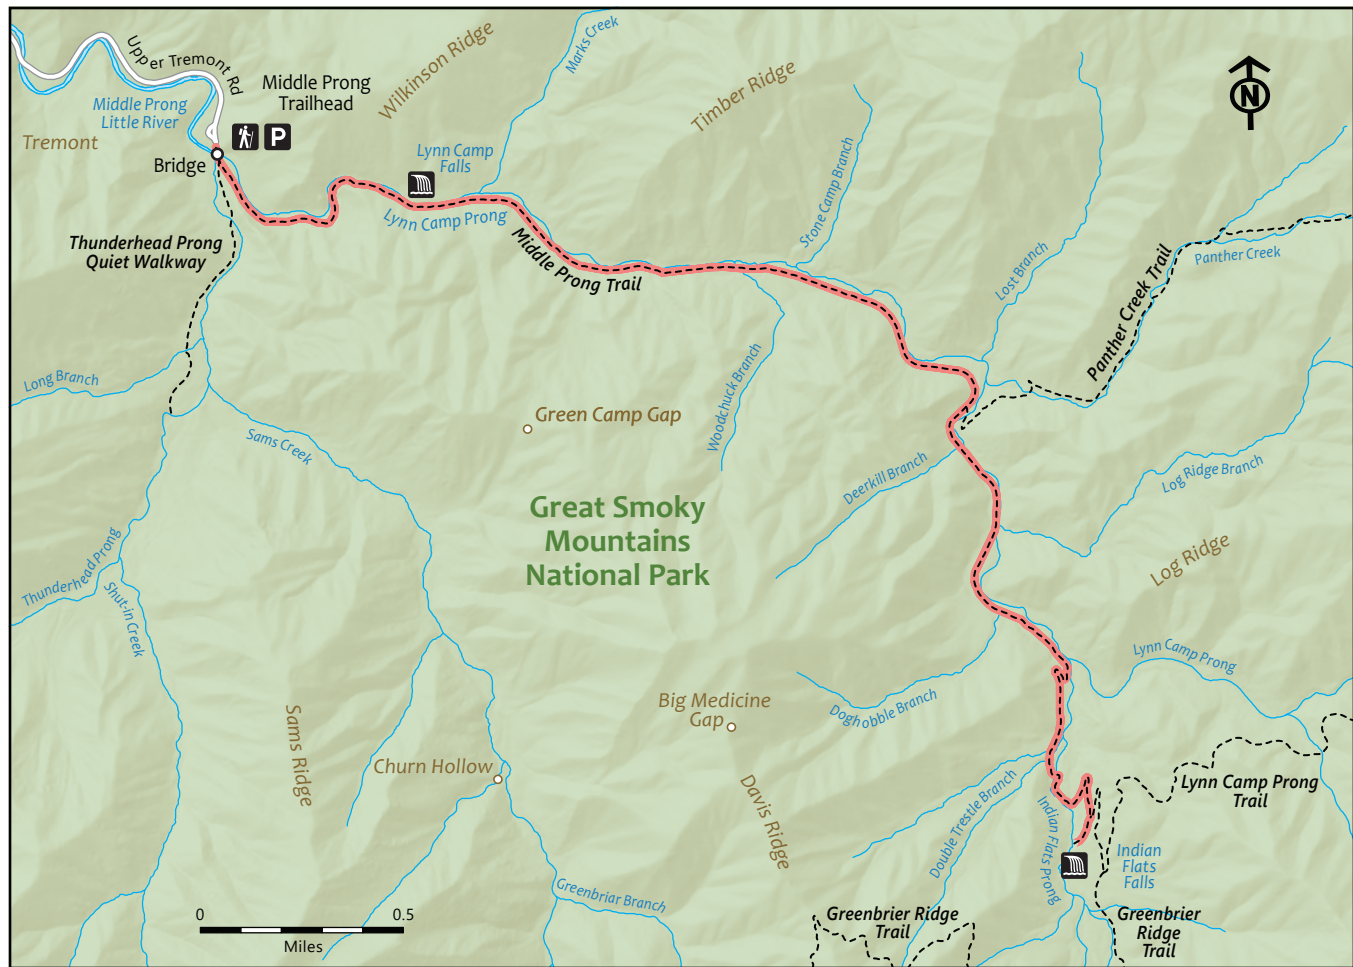 Upper Tremont Rd
Middle Prong
Trailhead
Wilkinson Ridge
Marks Creek
Timber Ridge
N
Middle Prong
Little River
Tremont
P
Bridge
Lynn Camp
Falls
Lynn Camp Prong
Stone Camp Branch
Thunderhead Prong
Quiet Walkway
Middle Prong Trail
Lost Branch
Panther Creek Trail
Panther Creek
Long Branch
Woodchuck Branch
Green Camp Gap
Sams Creek
Deerkill Branch
Log Ridge Branch
Great Smoky
Mountains
National Park
Log Ridge
Thunderhead Prong
Shut-in Creek
Lynn Camp Prong
Big Medicine
Gap
Doghobble Branch
Sams Ridge
Churn Hollow
Davis Ridge
Double Trestle Branch
Indian Flats Prong
Lynn Camp Prong
Trail
Indian
Flats
Falls
Greenbriar Branch
Greenbrier Ridge
Trail
Greenbrier
Ridge
Trail
0 0.5
Miles